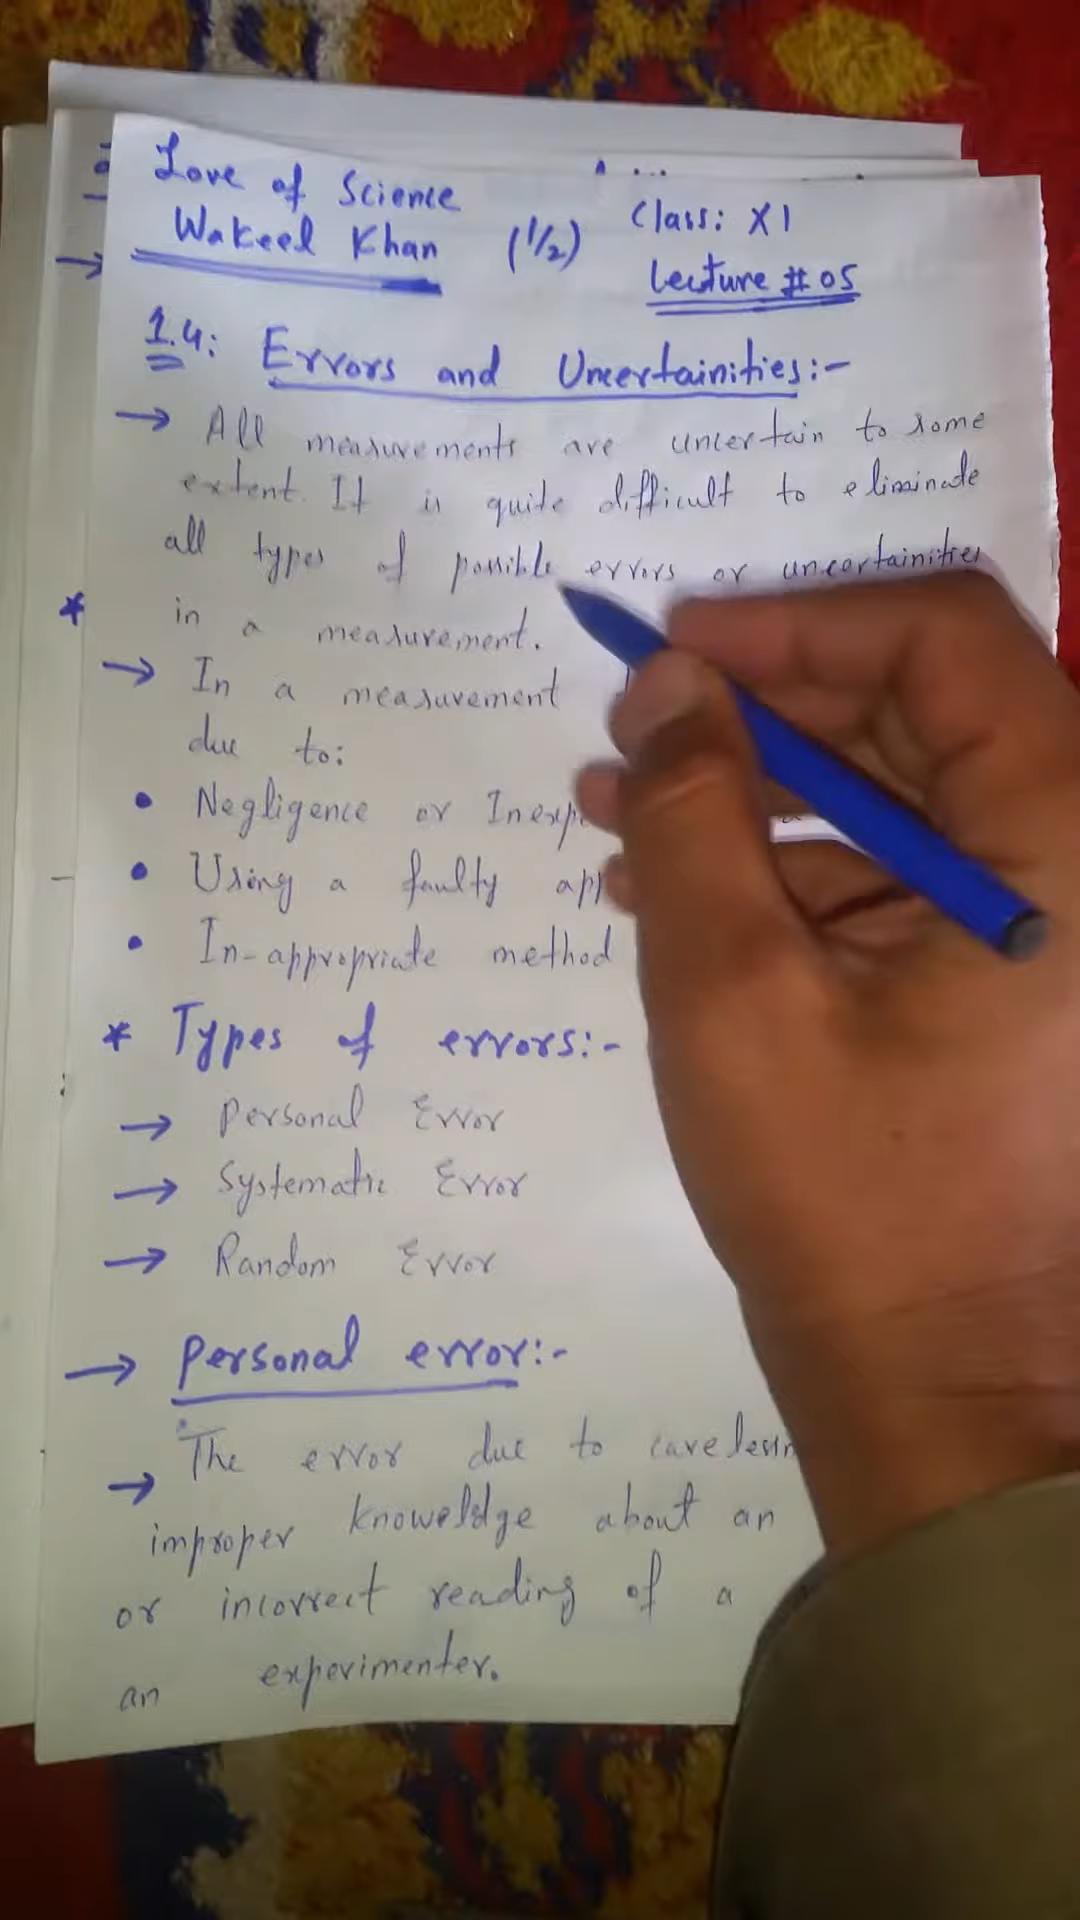 Love of Science
Wakeel Khan (1/2)
Class: XI
Lecture # 05
1.4: Errors and Uncertainities:-
→ All measurements are uncertain to some
extent. It is quite difficult to eliminate
all types of possible errors or uncertainities
in a measurement.
→ In a measurement
due to:
• Negligence or
• Using a faulty
• In-appropriate method
* Types of errors:-
→ Personal Error
→ Systematic Error
→ Random Error
→ Personal error:-
→ The error due to
improper knoweldge about an
or incorrect reading of a
an experimenter.